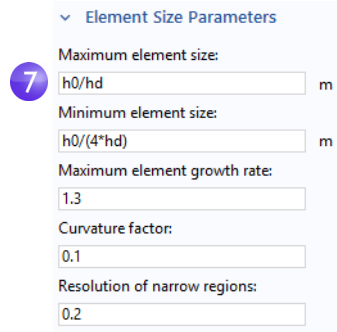 Element Size Parameters
Maximum element size:
7
h0/hd m
Minimum element size:
h0/(4*hd) m
Maximum element growth rate:
1.3
Curvature factor:
0.1
Resolution of narrow regions:
0.2